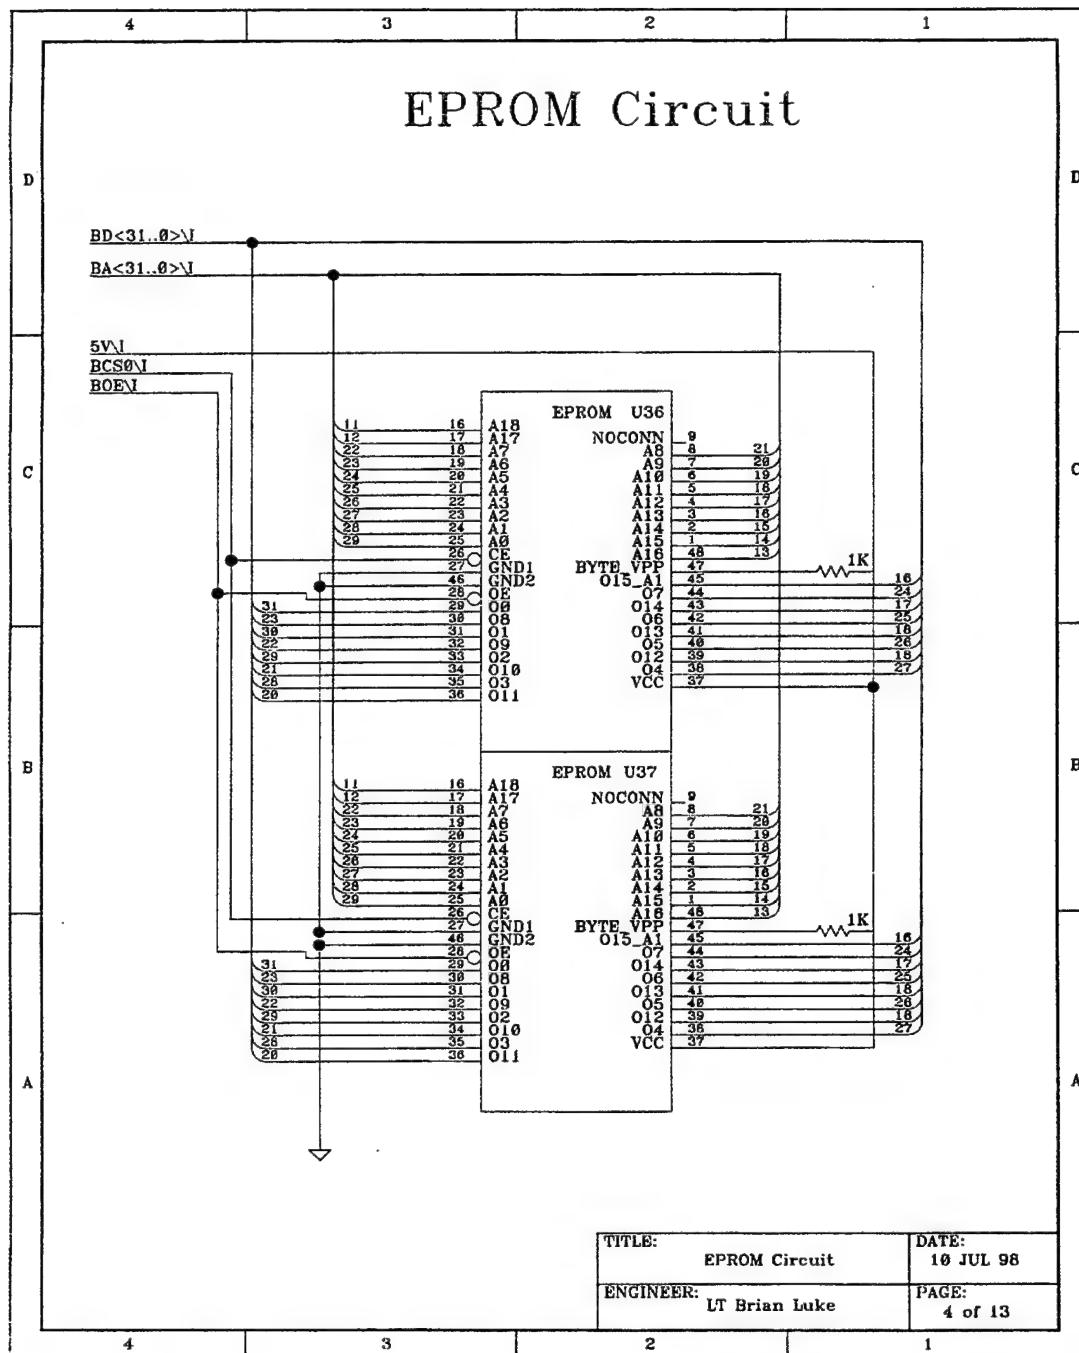 4 3 2 1
EPROM Circuit
D D
BD<31..0>\I
BA<31..0>\I
5V\I
BCS0\I
BOE\I
C C
EPROM U36
NOCONN 9
11 16 A18
12 17 A17
22 18 A7
23 19 A6
24 20 A5
25 21 A4
26 22 A3
27 23 A2
28 24 A1
29 25 A0
26 CE
27 GND1
46 GND2
28 OE
31 29 O0
23 30 O8
30 31 O1
22 32 O9
29 33 O2
21 34 O10
28 35 O3
20 36 O11
A8 8 21
A9 7 20
A10 6 19
A11 5 18
A12 4 17
A13 3 16
A14 2 15
A15 1 14
A16 48 13
BYTE_VPP 47 1K
O15_A1 45 16
O7 44 24
O14 43 17
O6 42 25
O13 41 18
O5 40 26
O12 39 18
O4 38 27
VCC 37
B B
EPROM U37
NOCONN 9
11 16 A18
12 17 A17
22 18 A7
23 19 A6
24 20 A5
25 21 A4
26 22 A3
27 23 A2
28 24 A1
29 25 A0
26 CE
27 GND1
46 GND2
28 OE
31 29 O0
23 30 O8
30 31 O1
22 32 O9
29 33 O2
21 34 O10
28 35 O3
20 36 O11
A8 8 21
A9 7 20
A10 6 19
A11 5 18
A12 4 17
A13 3 16
A14 2 15
A15 1 14
A16 48 13
BYTE_VPP 47 1K
O15_A1 45 16
O7 44 24
O14 43 17
O6 42 25
O13 41 18
O5 40 26
O12 39 18
O4 38 27
VCC 37
A A
TITLE:
EPROM Circuit
DATE:
10 JUL 98
ENGINEER:
LT Brian Luke
PAGE:
4 of 13
4 3 2 1